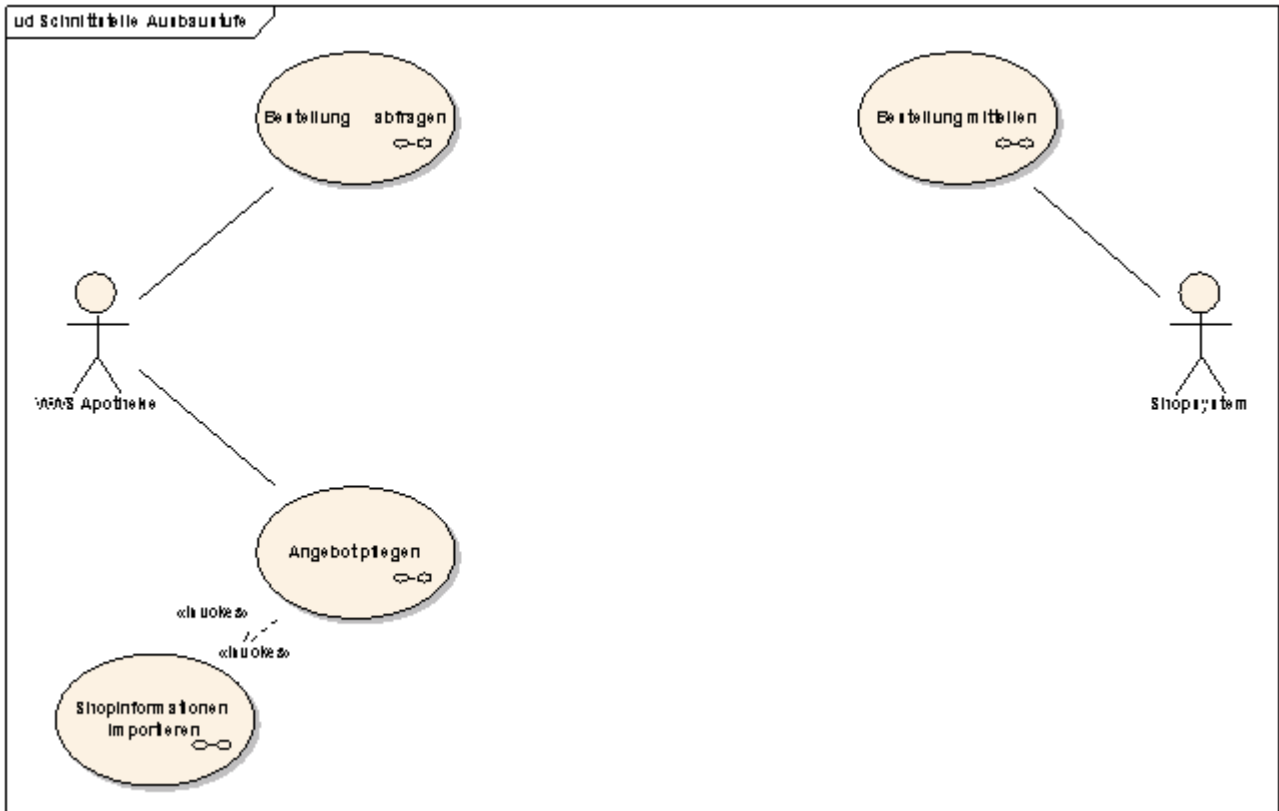 ud Schnittstelle Ausbaustufe
Bestellung abfragen
Bestellung mitteilen
WWS Apotheke
Shopsystem
Angebot pflegen
«invokes»
«invokes»
Shopinformationen
importieren